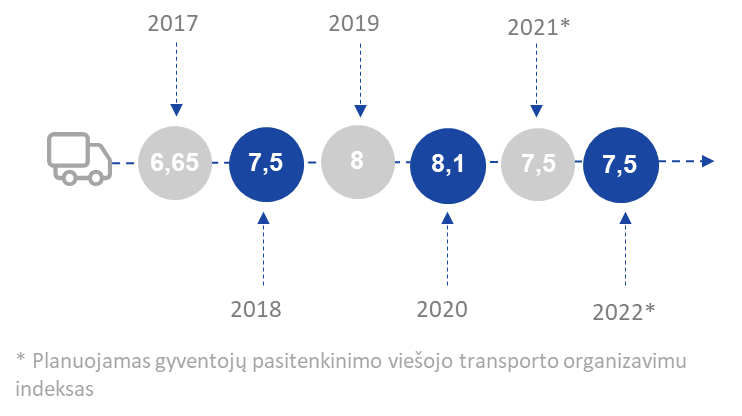 2017 2019 2021*
6,65 7,5 8 8,1 7,5 7,5
2018 2020 2022*
* Planuojamas gyventojų pasitenkinimo viešojo transporto organizavimu
indeksas